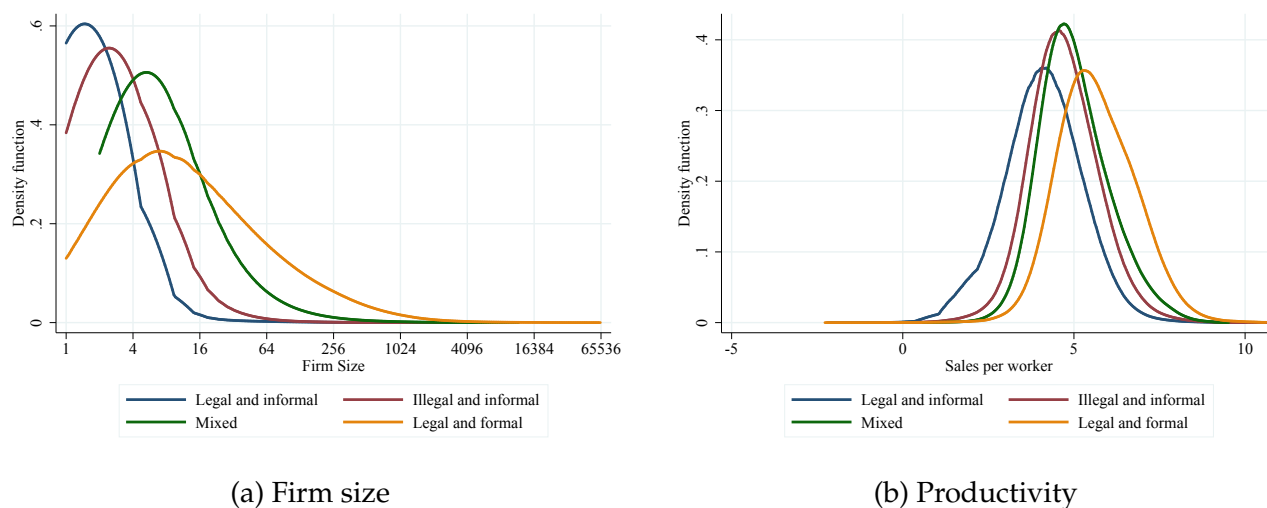 Density function
.6
.4
.2
0
1 4 16 64 256 1024 4096 16384 65536
Firm Size
Legal and informal Illegal and informal
Mixed Legal and formal
(a) Firm size
Density function
.4
.3
.2
.1
0
-5 0 5 10
Sales per worker
Legal and informal Illegal and informal
Mixed Legal and formal
(b) Productivity